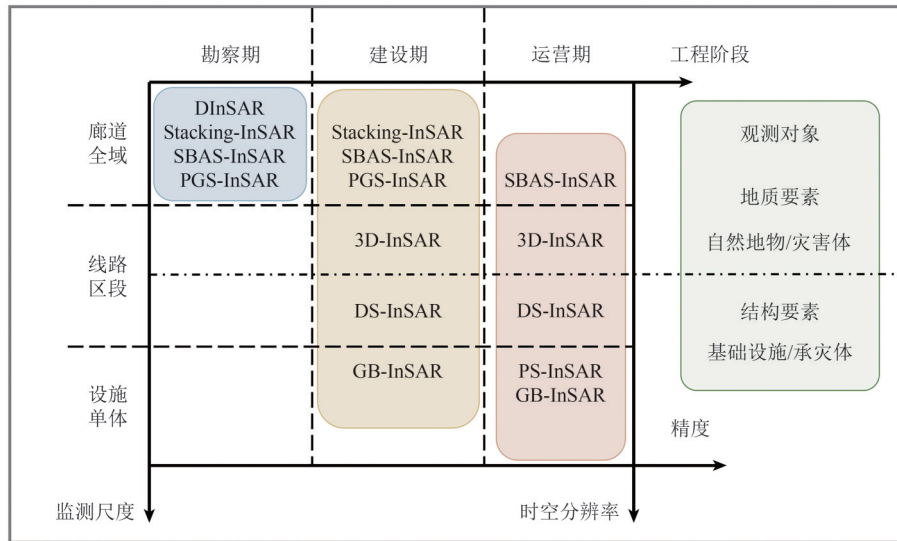 勘察期
建设期
运营期
工程阶段
廊道
全域
DInSAR
Stacking-InSAR
SBAS-InSAR
PGS-InSAR
Stacking-InSAR
SBAS-InSAR
PGS-InSAR
SBAS-InSAR
线路
区段
3D-InSAR
3D-InSAR
DS-InSAR
DS-InSAR
设施
单体
GB-InSAR
PS-InSAR
GB-InSAR
观测对象
地质要素
自然地物/灾害体
结构要素
基础设施/承灾体
精度
监测尺度
时空分辨率